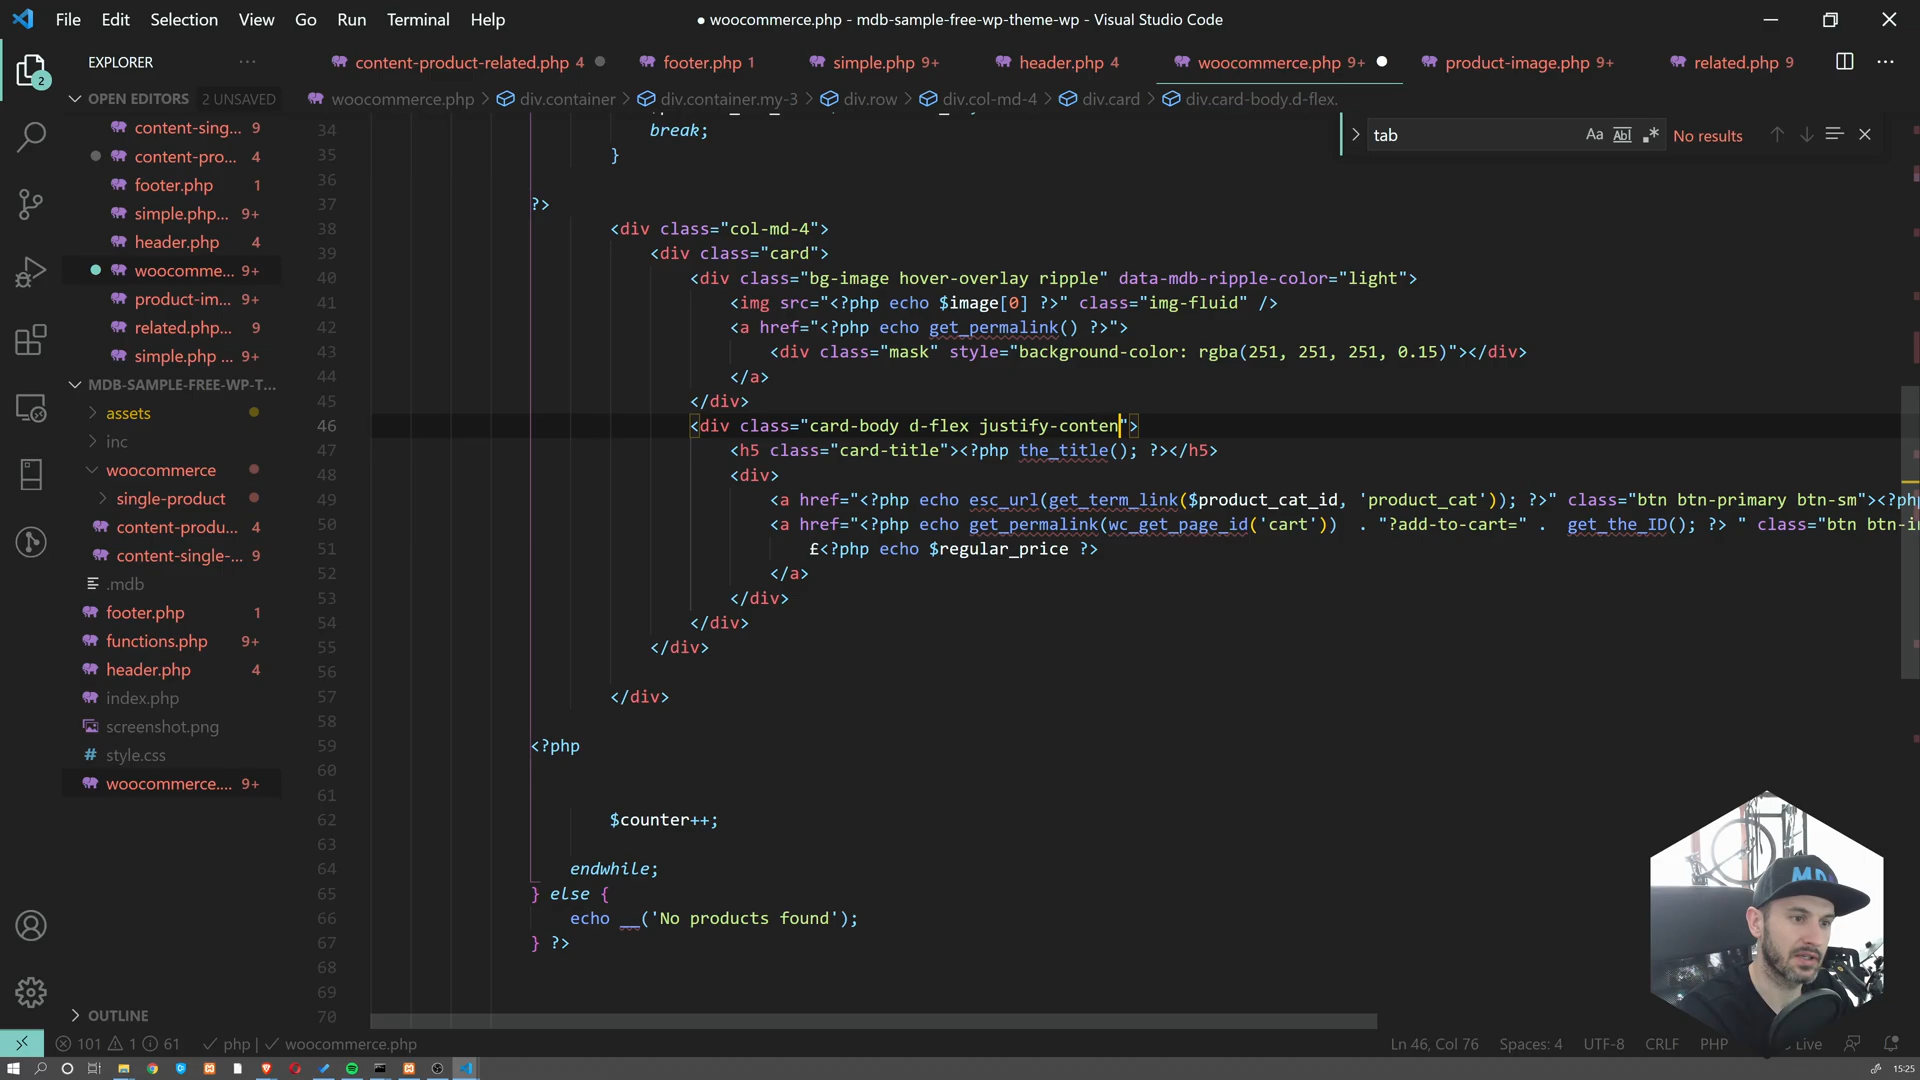 File Edit Selection View Go Run Terminal Help
● woocommerce.php - mdb-sample-free-wp-theme-wp - Visual Studio Code
EXPLORER ···
content-product-related.php 4
footer.php 1
simple.php 9+
header.php 4
woocommerce.php 9+
product-image.php 9+
related.php 9
OPEN EDITORS 2 UNSAVED
woocommerce.php > div.container > div.container.my-3 > div.row > div.col-md-4 > div.card > div.card-body.d-flex.
tab
Aa Ab .* No results
content-sing... 9
content-pro... 4
footer.php 1
simple.php... 9+
header.php 4
woocomme... 9+
product-im... 9+
related.php... 9
simple.php ... 9+
MDB-SAMPLE-FREE-WP-T...
assets
inc
woocommerce
single-product
content-produ... 4
content-single-... 9
.mdb
footer.php 1
functions.php 9+
header.php 4
index.php
screenshot.png
style.css
woocommerce.... 9+
OUTLINE
2
34 break;
35 }
36
37 ?>
38 <div class="col-md-4">
39 <div class="card">
40 <div class="bg-image hover-overlay ripple" data-mdb-ripple-color="light">
41 <img src="<?php echo $image[0] ?>" class="img-fluid" />
42 <a href="<?php echo get_permalink() ?>">
43 <div class="mask" style="background-color: rgba(251, 251, 251, 0.15)"></div>
44 </a>
45 </div>
46 <div class="card-body d-flex justify-conten">
47 <h5 class="card-title"><?php the_title(); ?></h5>
48 <div>
49 <a href="<?php echo esc_url(get_term_link($product_cat_id, 'product_cat')); ?>" class="btn btn-primary btn-sm"><?php
50 <a href="<?php echo get_permalink(wc_get_page_id('cart')) . "?add-to-cart=" . get_the_ID(); ?> " class="btn btn-i
51 £<?php echo $regular_price ?>
52 </a>
53 </div>
54 </div>
55 </div>
56
57 </div>
58
59 <?php
60
61
62 $counter++;
63
64 endwhile;
65 } else {
66 echo __('No products found');
67 } ?>
68
69
70
101 1 61 php woocommerce.php
Ln 46, Col 76 Spaces: 4 UTF-8 CRLF PHP Live
15:25